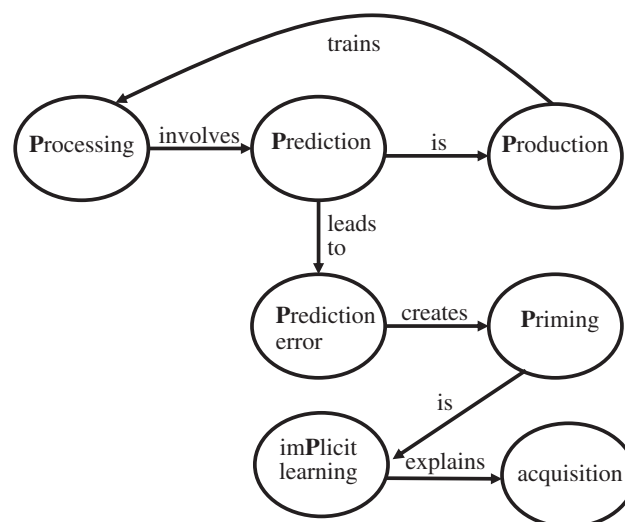 trains
Processing
involves
Prediction
is
Production
leads
to
Prediction
error
creates
Priming
is
imPlicit
learning
explains
acquisition